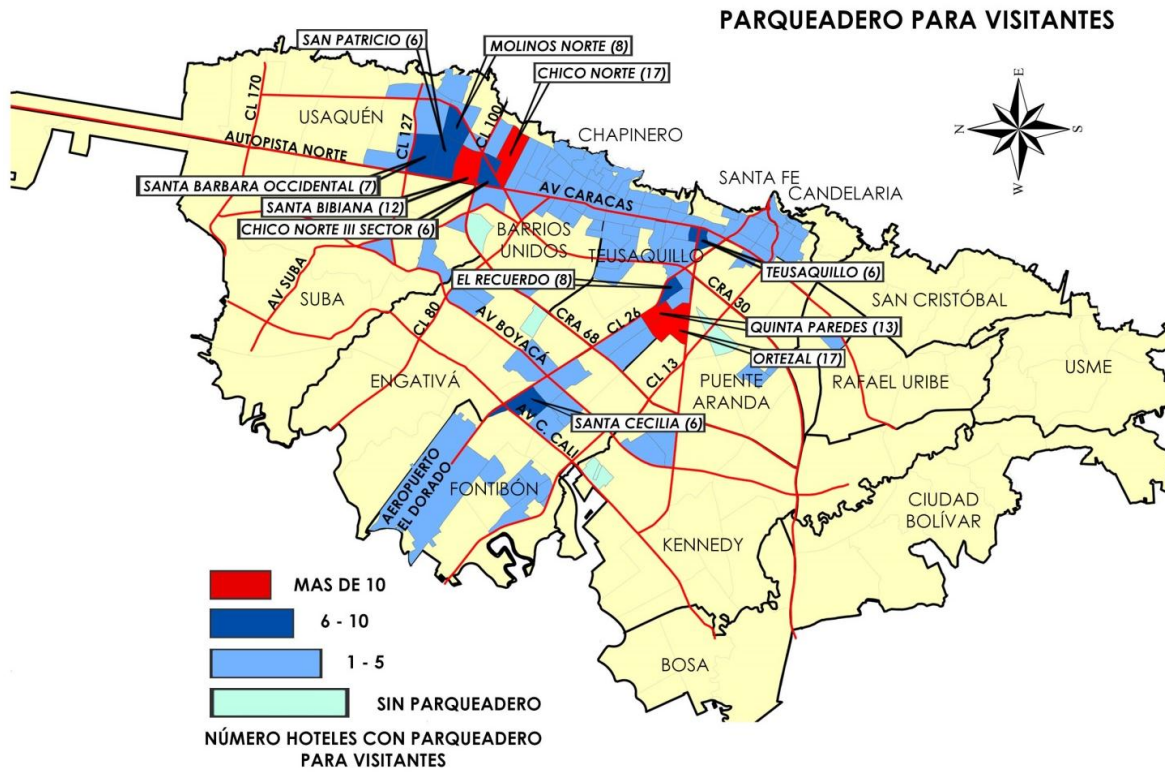 PARQUEADERO PARA VISITANTES
SAN PATRICIO (6)
MOLINOS NORTE (8)
CHICO NORTE (17)
CL 170
USAQUÉN
CL 127
CL 100
CHAPINERO
E
N
S
W
AUTOPISTA NORTE
SANTA FE
CANDELARIA
SANTA BARBARA OCCIDENTAL (7)
AV CARACAS
SANTA BIBIANA (12)
CHICO NORTE III SECTOR (6)
BARRIOS
UNIDOS
TEUSAQUILLO
TEUSAQUILLO (6)
EL RECUERDO (8)
AV SUBA
SUBA
CL 80
AV BOYACÁ
CRA 68
CL 26
CRA 30
SAN CRISTÓBAL
QUINTA PAREDES (13)
ORTEZAL (17)
USME
ENGATIVÁ
CL 13
PUENTE
ARANDA
RAFAEL URIBE
AV C. CALI
SANTA CECILIA (6)
AEROPUERTO
EL DORADO
FONTIBÓN
CIUDAD
BOLÍVAR
KENNEDY
BOSA
MAS DE 10
6 - 10
1 - 5
SIN PARQUEADERO
NÚMERO HOTELES CON PARQUEADERO
PARA VISITANTES